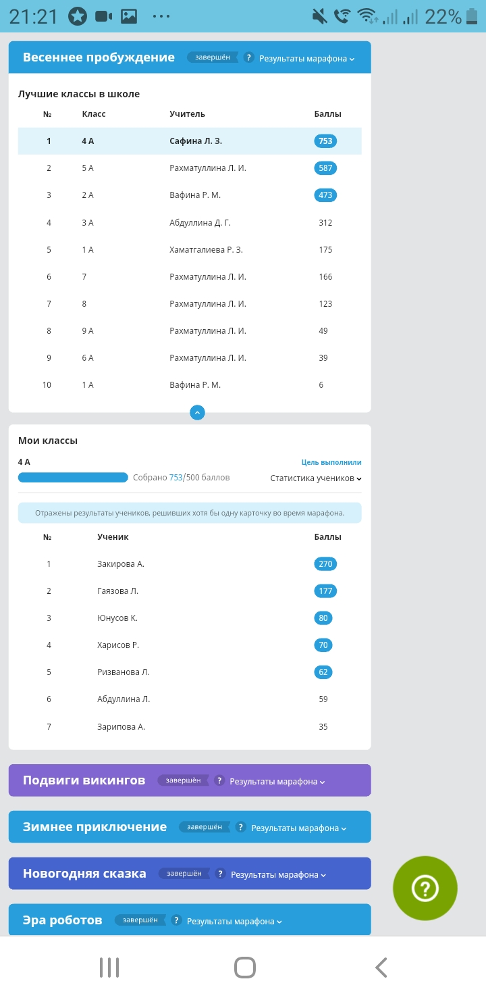 21:21 22%
Весеннее пробуждение завершён ? Результаты марафона
Лучшие классы в школе
№ Класс Учитель Баллы
1 4 А Сафина Л. З. 753
2 5 А Рахматуллина Л. И. 587
3 2 А Вафина Р. М. 473
4 3 А Абдуллина Д. Г. 312
5 1 А Хаматгалиева Р. З. 175
6 7 Рахматуллина Л. И. 166
7 8 Рахматуллина Л. И. 123
8 9 А Рахматуллина Л. И. 49
9 6 А Рахматуллина Л. И. 39
10 1 А Вафина Р. М. 6
Мои классы
4 А Цель выполнили
Собрано 753/500 баллов Статистика учеников
Отражены результаты учеников, решивших хотя бы одну карточку во время марафона.
№ Ученик Баллы
1 Закирова А. 270
2 Гаязова Л. 177
3 Юнусов К. 80
4 Харисов Р. 70
5 Ризванова Л. 62
6 Абдуллина Л. 59
7 Зарипова А. 35
Подвиги викингов завершён ? Результаты марафона
Зимнее приключение завершён ? Результаты марафона
Новогодняя сказка завершён ? Результаты марафона
?
Эра роботов завершён ? Результаты марафона